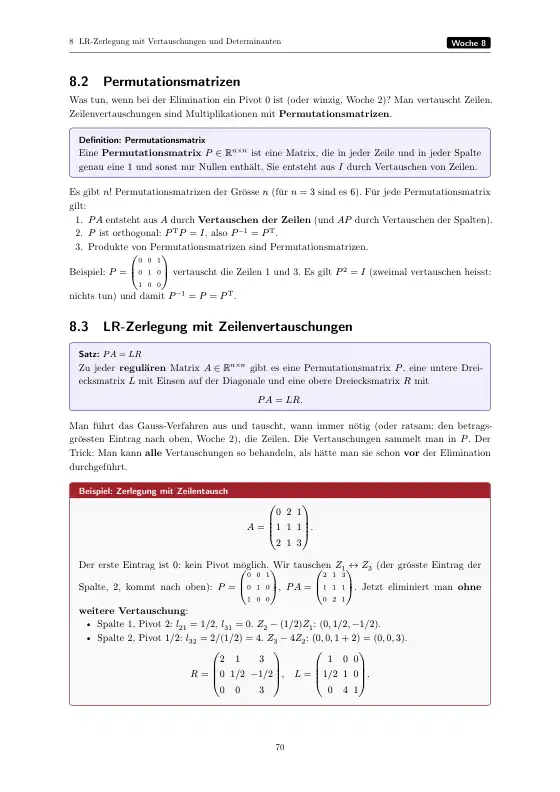 8 LR-Zerlegung mit Vertauschungen und Determinanten
Woche 8
8.2 Permutationsmatrizen
Was tun, wenn bei der Elimination ein Pivot 0 ist (oder winzig, Woche 2)? Man vertauscht Zeilen.
Zeilenvertauschungen sind Multiplikationen mit Permutationsmatrizen.
Definition: Permutationsmatrix
Eine Permutationsmatrix P ∈ ℝⁿˣⁿ ist eine Matrix, die in jeder Zeile und in jeder Spalte
genau eine 1 und sonst nur Nullen enthält. Sie entsteht aus I durch Vertauschen von Zeilen.
Es gibt n! Permutationsmatrizen der Grösse n (für n = 3 sind es 6). Für jede Permutationsmatrix
gilt:
1. PA entsteht aus A durch Vertauschen der Zeilen (und AP durch Vertauschen der Spalten).
2. P ist orthogonal: PᵀP = I, also P⁻¹ = Pᵀ.
3. Produkte von Permutationsmatrizen sind Permutationsmatrizen.
Beispiel: P = (0 0 1; 0 1 0; 1 0 0) vertauscht die Zeilen 1 und 3. Es gilt P² = I (zweimal vertauschen heisst:
nichts tun) und damit P⁻¹ = P = Pᵀ.
8.3 LR-Zerlegung mit Zeilenvertauschungen
Satz: PA = LR
Zu jeder regulären Matrix A ∈ ℝⁿˣⁿ gibt es eine Permutationsmatrix P, eine untere Drei-
ecksmatrix L mit Einsen auf der Diagonale und eine obere Dreiecksmatrix R mit
PA = LR.
Man führt das Gauss-Verfahren aus und tauscht, wann immer nötig (oder ratsam: den betrags-
grössten Eintrag nach oben, Woche 2), die Zeilen. Die Vertauschungen sammelt man in P. Der
Trick: Man kann alle Vertauschungen so behandeln, als hätte man sie schon vor der Elimination
durchgeführt.
Beispiel: Zerlegung mit Zeilentausch
A = (0 2 1; 1 1 1; 2 1 3).
Der erste Eintrag ist 0: kein Pivot möglich. Wir tauschen Z₁ ↔ Z₃ (der grösste Eintrag der
Spalte, 2, kommt nach oben): P = (0 0 1; 0 1 0; 1 0 0), PA = (2 1 3; 1 1 1; 0 2 1). Jetzt eliminiert man ohne
weitere Vertauschung:
• Spalte 1, Pivot 2: l₂₁ = 1/2, l₃₁ = 0. Z₂ − (1/2)Z₁: (0, 1/2, −1/2).
• Spalte 2, Pivot 1/2: l₃₂ = 2/(1/2) = 4. Z₃ − 4Z₂: (0, 0, 1 + 2) = (0, 0, 3).
R = (2 1 3; 0 1/2 −1/2; 0 0 3), L = (1 0 0; 1/2 1 0; 0 4 1).
70